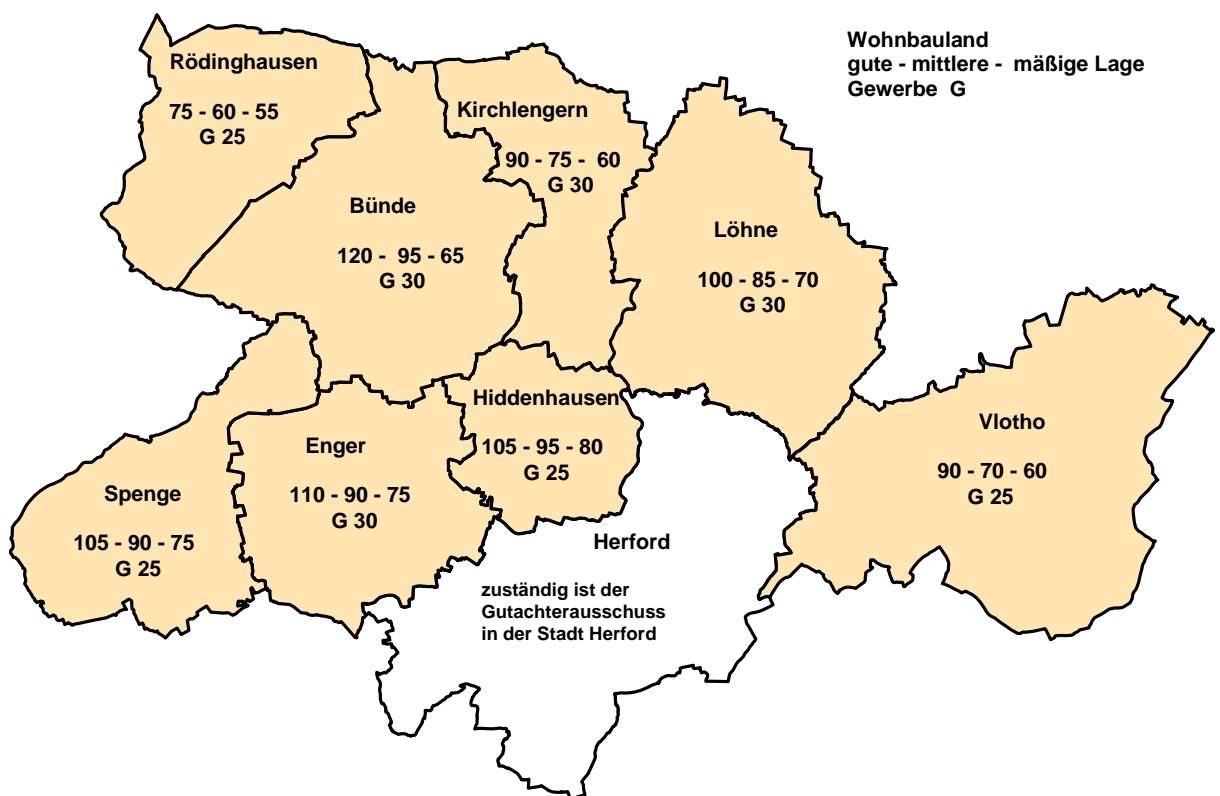 Wohnbauland
gute - mittlere - mäßige Lage
Gewerbe G
Rödinghausen
75 - 60 - 55
G 25
Kirchlengern
90 - 75 - 60
G 30
Bünde
120 - 95 - 65
G 30
Löhne
100 - 85 - 70
G 30
Hiddenhausen
105 - 95 - 80
G 25
Vlotho
90 - 70 - 60
G 25
Enger
110 - 90 - 75
G 30
Spenge
105 - 90 - 75
G 25
Herford
zuständig ist der
Gutachterausschuss
in der Stadt Herford